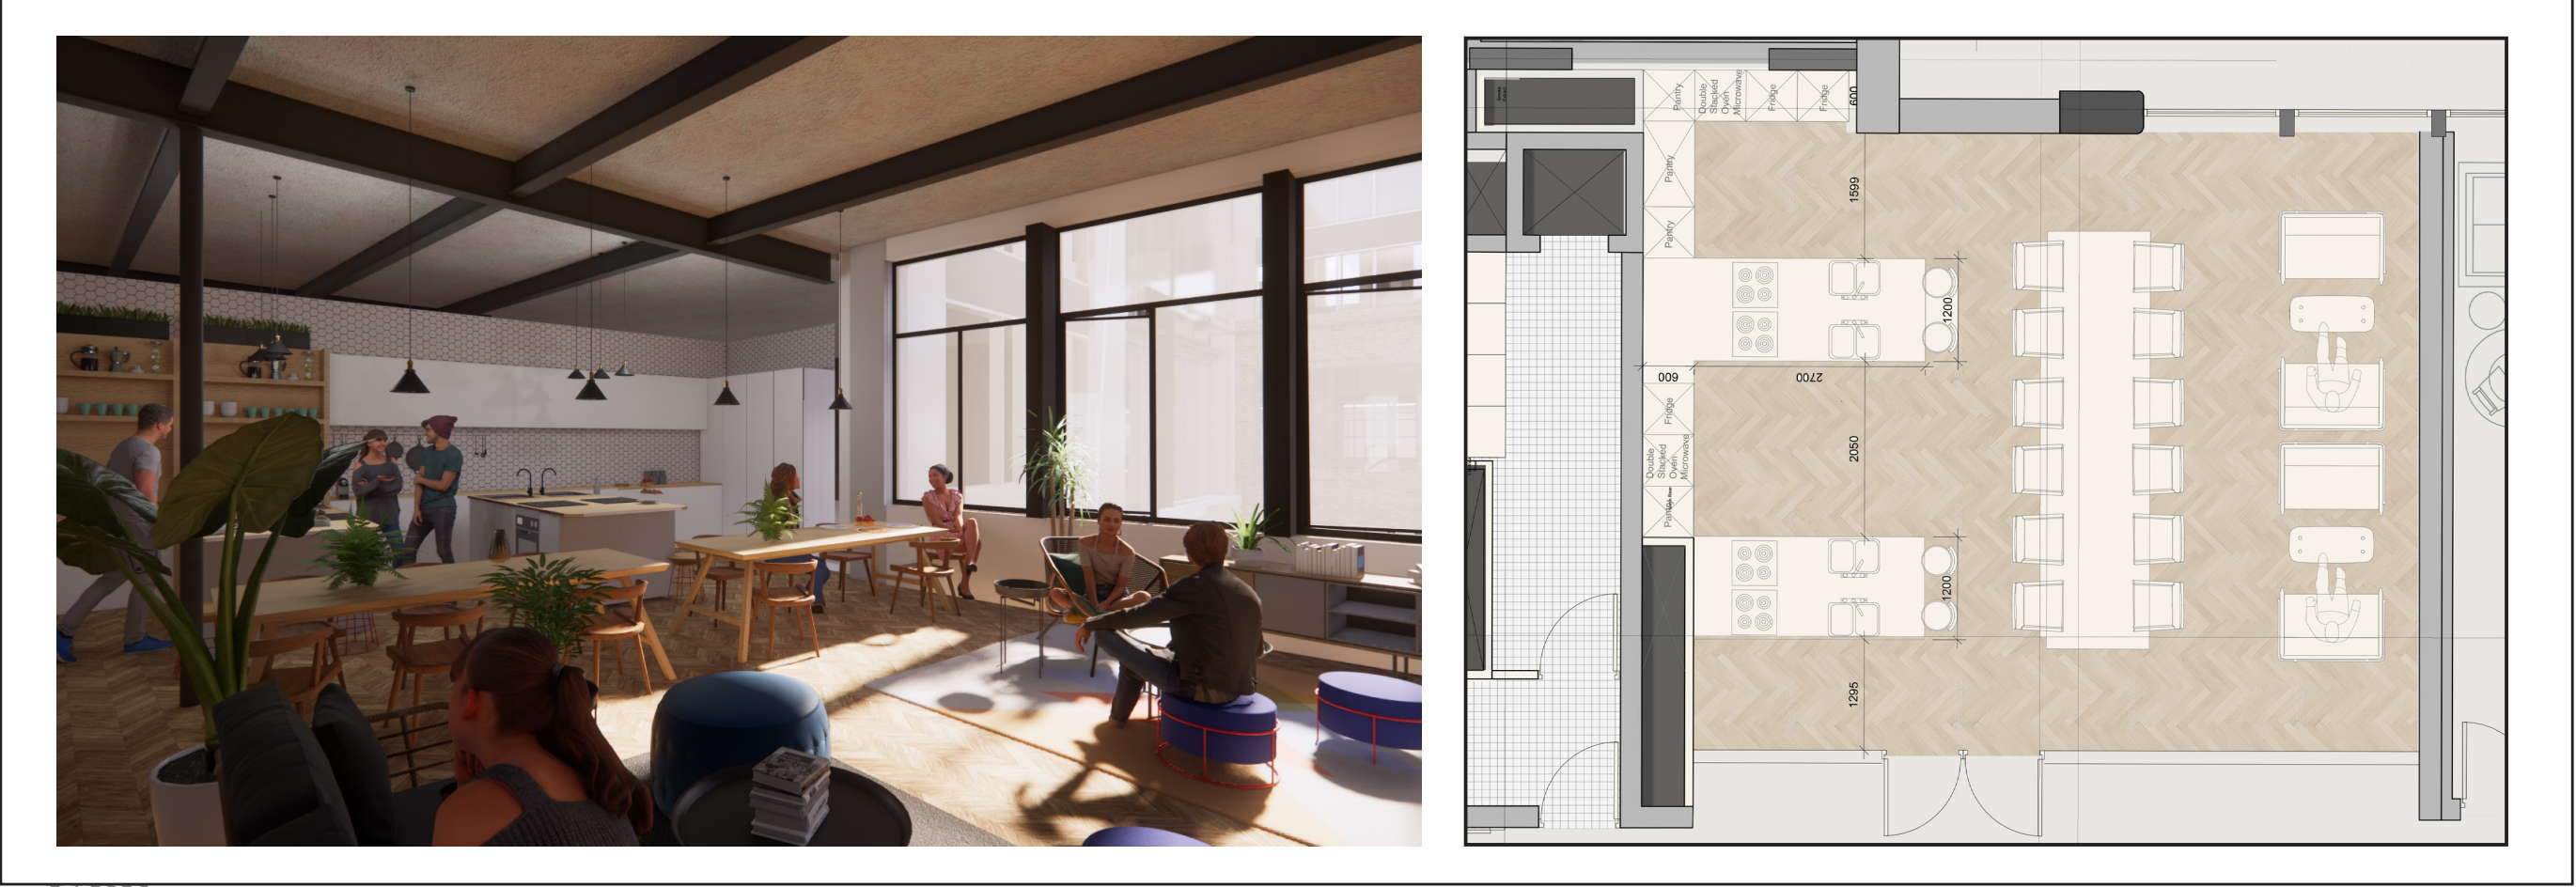 Pantry
Double
Stacked
Oven
Microwave
Fridge
Fridge
600
Pantry
1599
Pantry
1200
600
2700
Fridge
Double
Stacked
Oven
Microwave
2050
1200
1295